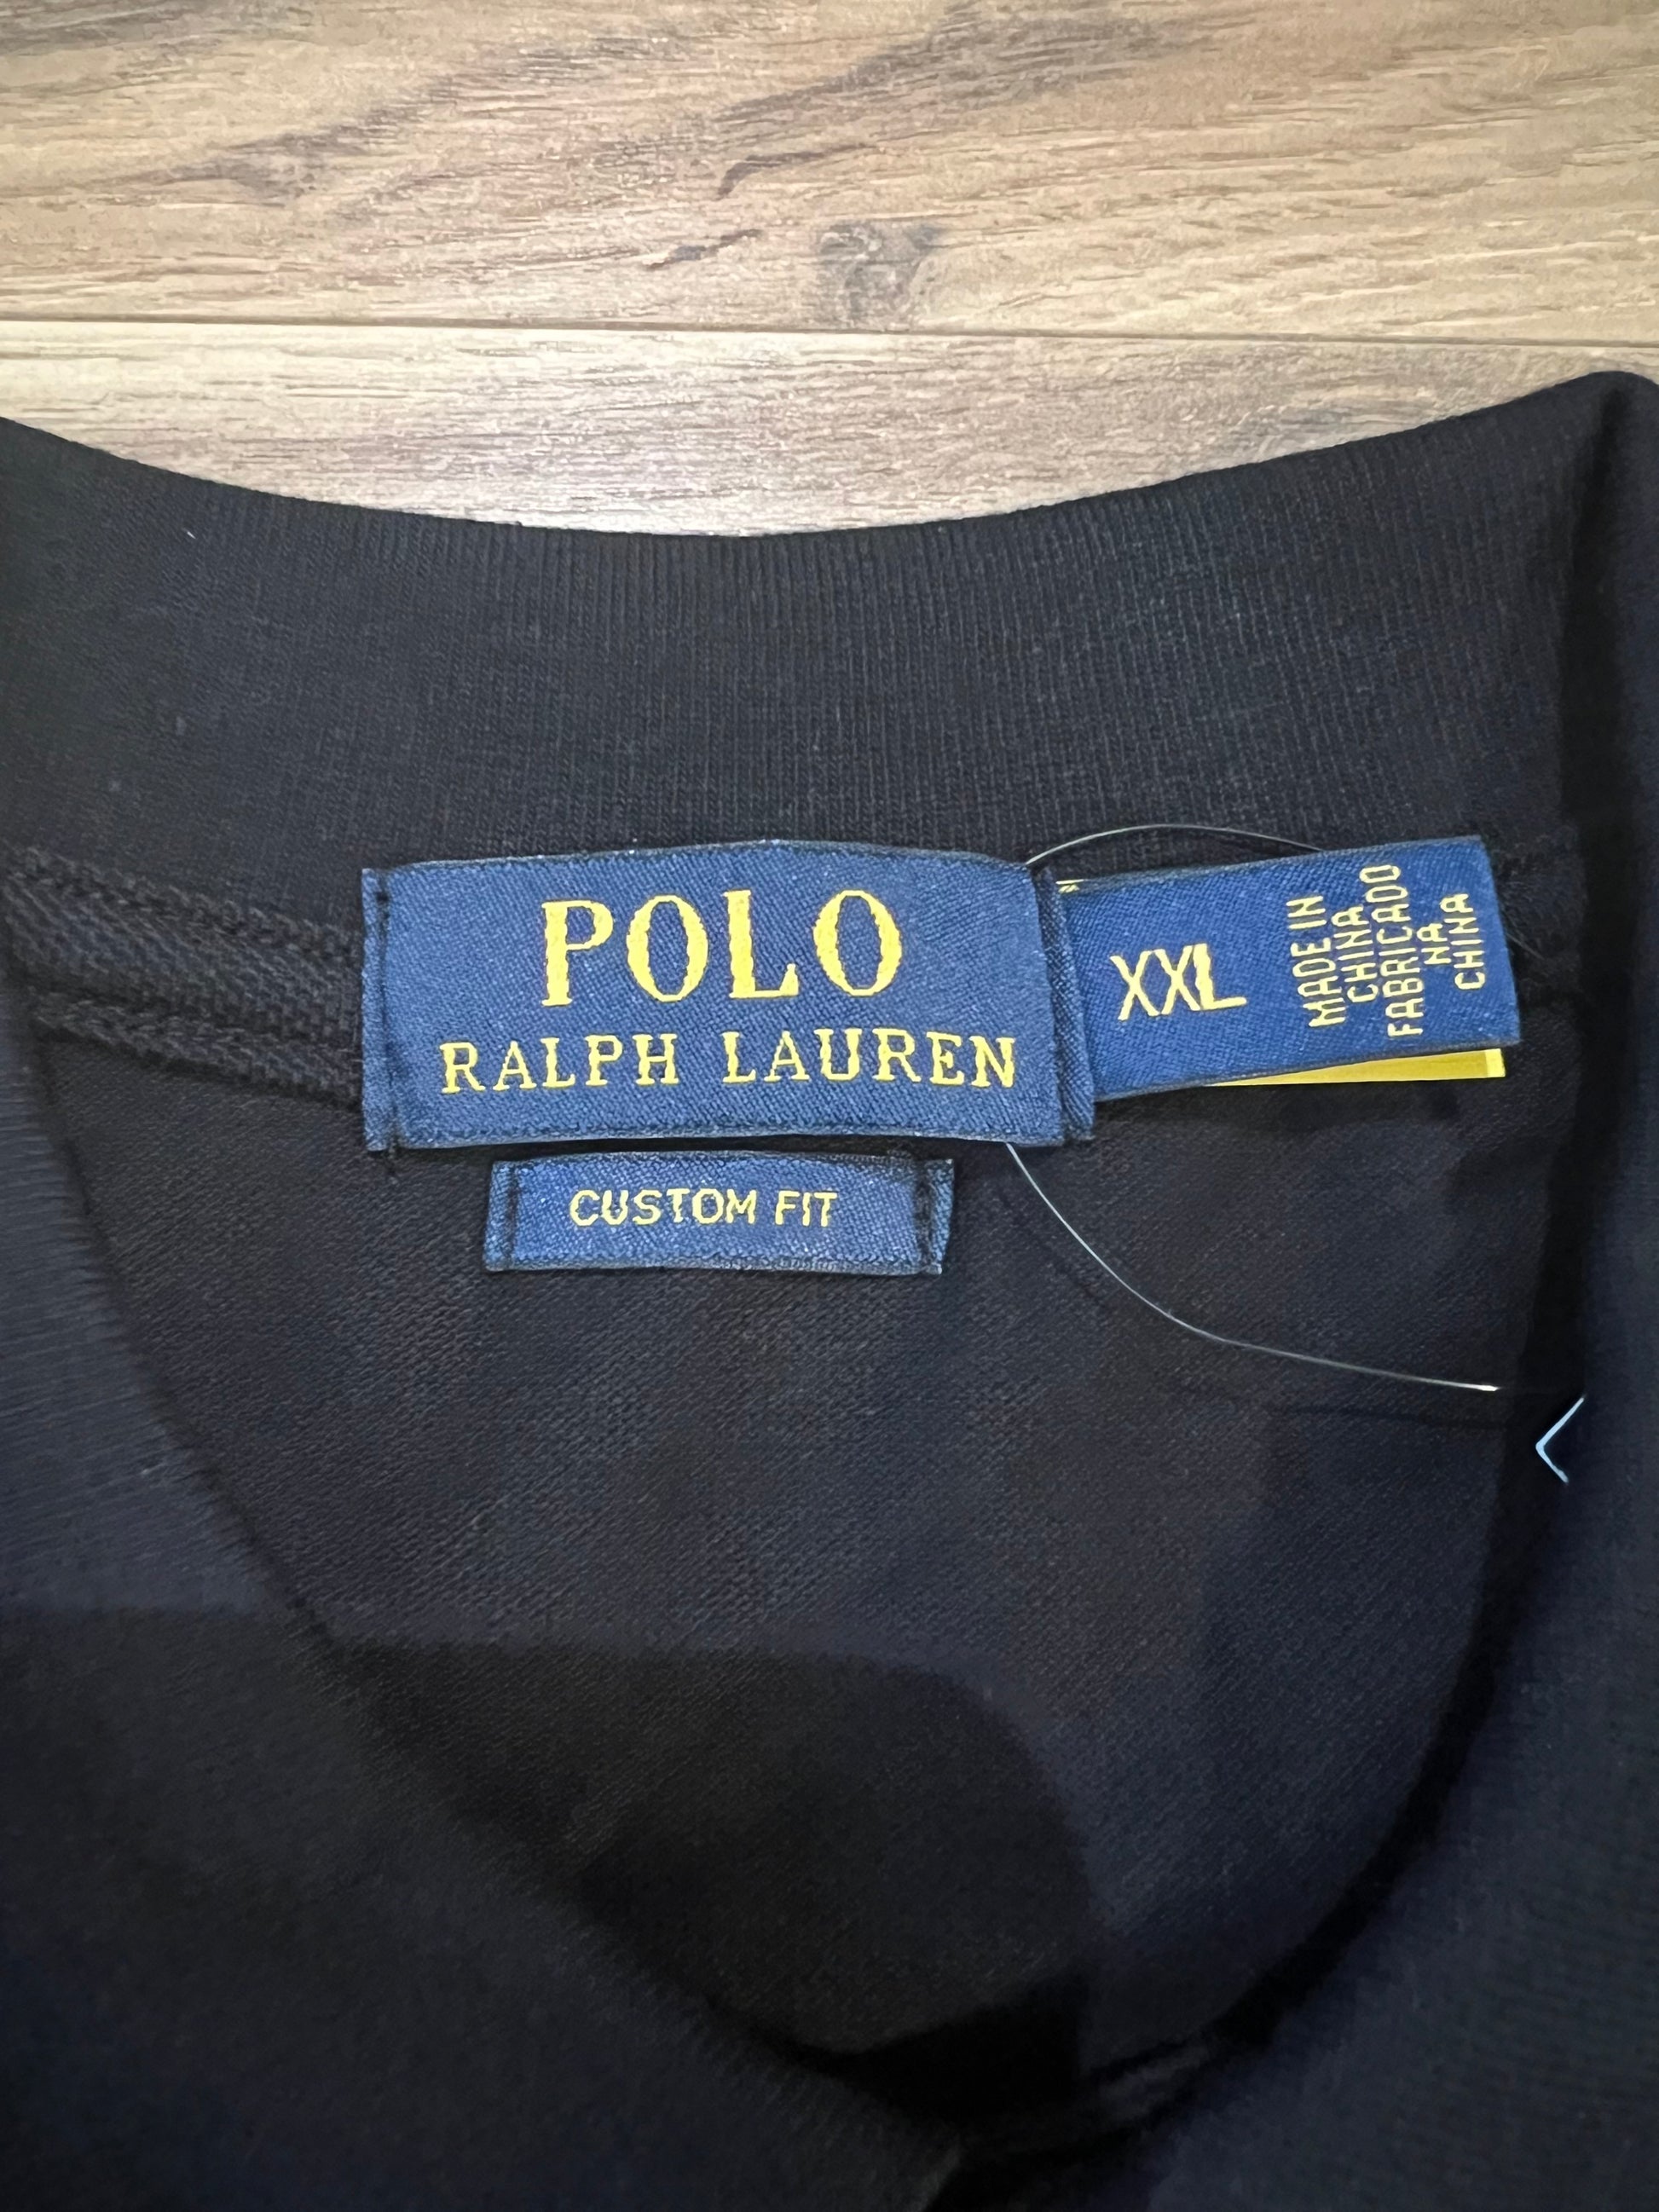 POLO
RALPH LAUREN
XXL
MADE IN
CHINA
FABRICADO
NA
CHINA
CUSTOM FIT